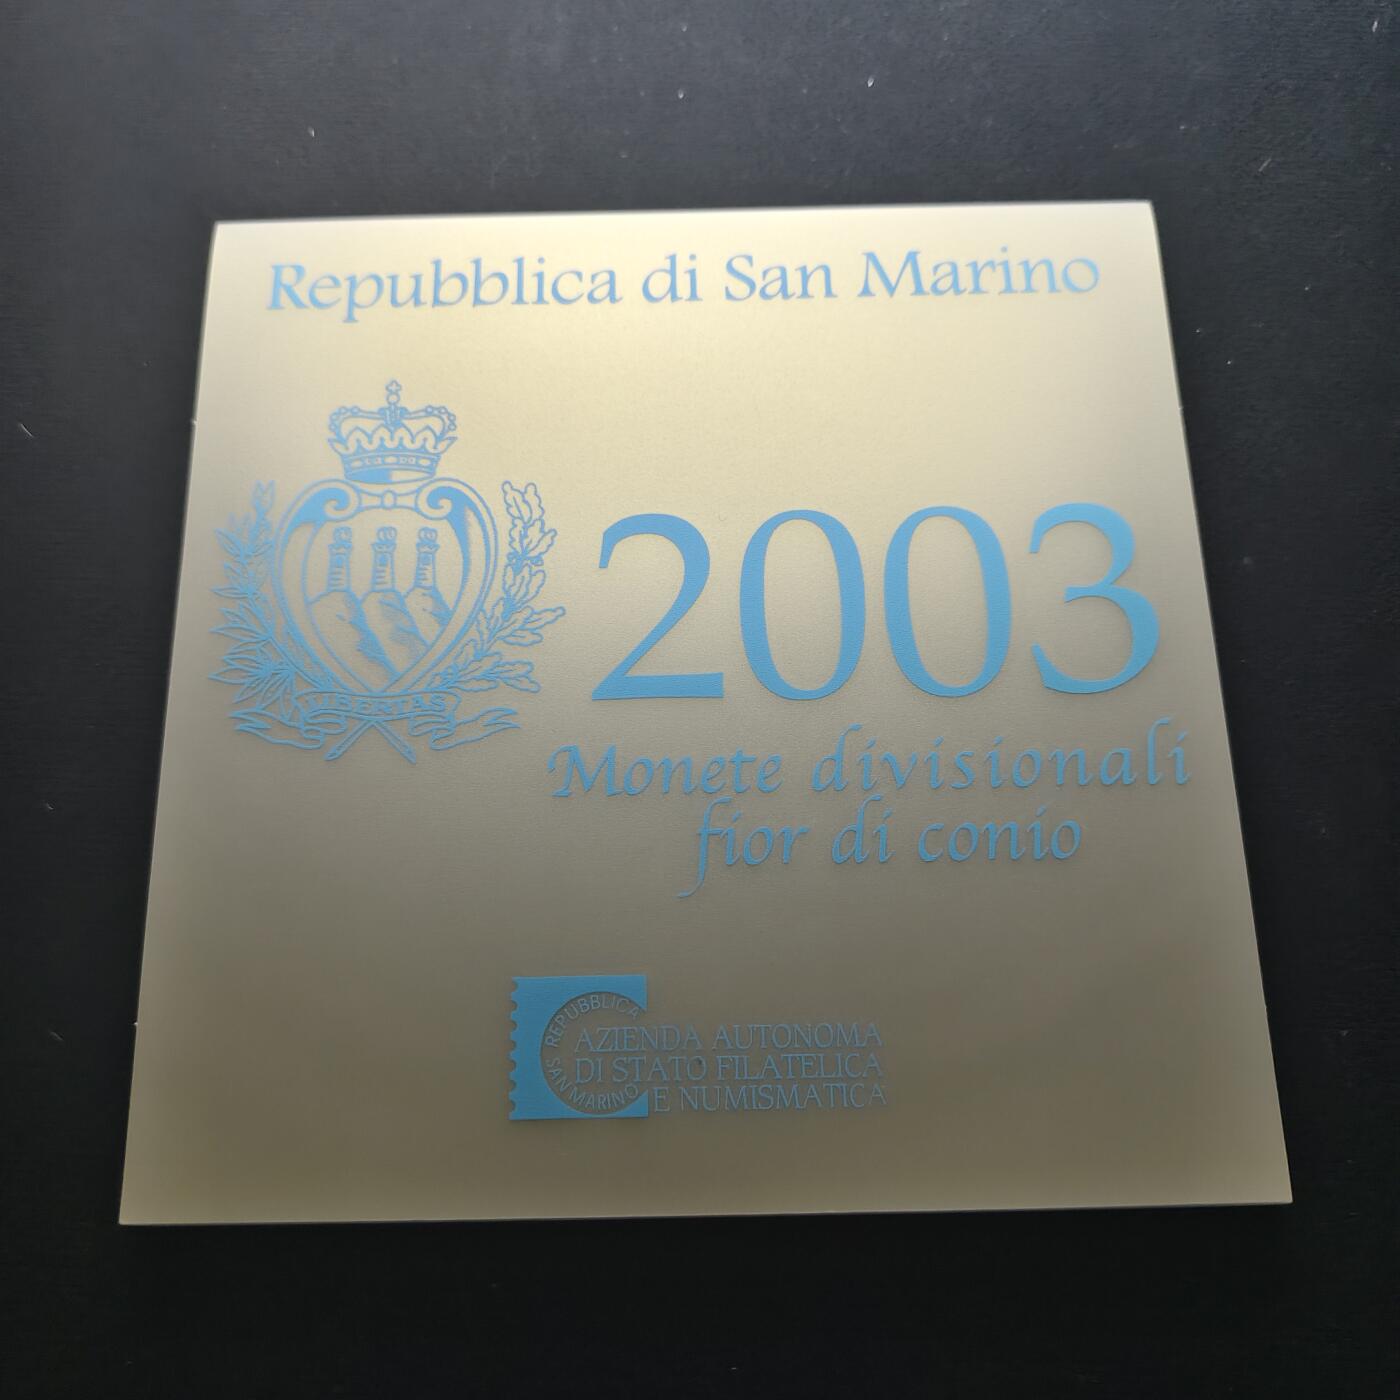 Repubblica di San Marino
LIBERTAS
2003
Monete divisionali
fior di conio
REPUBBLICA
SAN MARINO
AZIENDA AUTONOMA
DI STATO FILATELICA
E NUMISMATICA